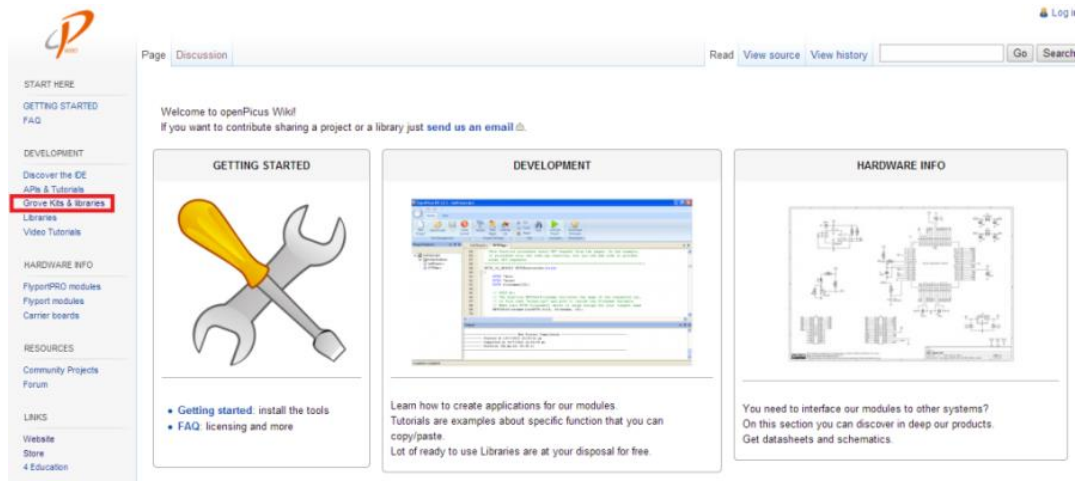 Log in
Page Discussion
Read View source View history
Go Search
START HERE
GETTING STARTED
FAQ
DEVELOPMENT
Discover the IDE
APIs & Tutorials
Grove Kits & libraries
Libraries
Video Tutorials
HARDWARE INFO
FlyportPRO modules
Flyport modules
Carrier boards
RESOURCES
Community Projects
Forum
LINKS
Website
Store
4 Education
Welcome to openPicus Wiki!
If you want to contribute sharing a project or a library just send us an email
GETTING STARTED
Getting started: install the tools
FAQ: licensing and more
DEVELOPMENT
Learn how to create applications for our modules.
Tutorials are examples about specific function that you can
copy/paste.
Lot of ready to use Libraries are at your disposal for free.
HARDWARE INFO
You need to interface our modules to other systems?
On this section you can discover in deep our products.
Get datasheets and schematics.